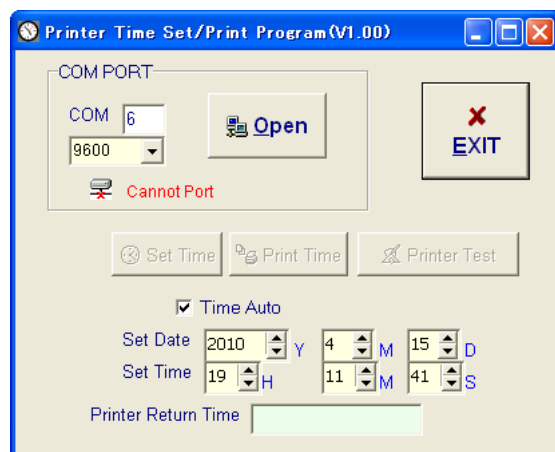 Printer Time Set/Print Program(V1.00)
COM PORT
COM 6
Open
EXIT
9600
Cannot Port
Set Time Print Time Printer Test
Time Auto
Set Date 2010 Y 4 M 15 D
Set Time 19 H 11 M 41 S
Printer Return Time